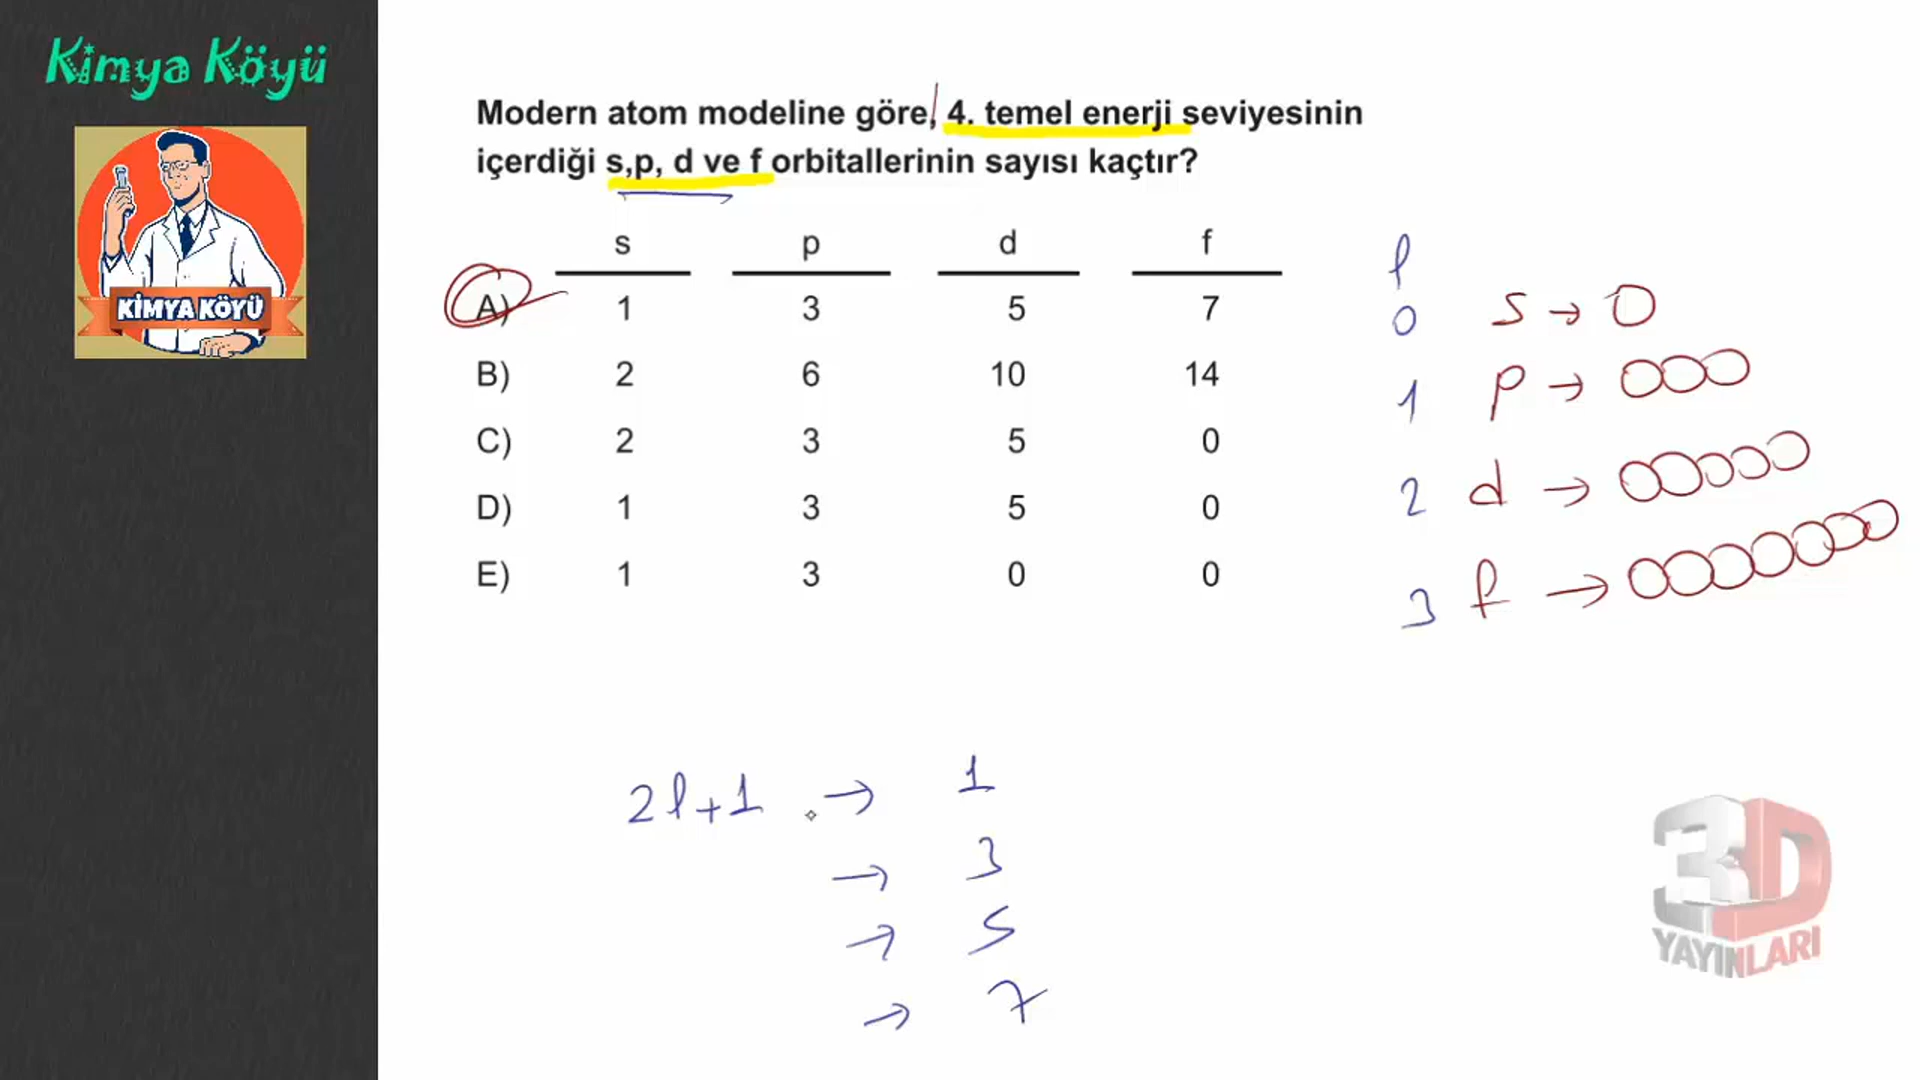 Kimya Köyü
KİMYA KÖYÜ
Modern atom modeline göre, 4. temel enerji seviyesinin
içerdiği s,p, d ve f orbitallerinin sayısı kaçtır?
s p d f
A) 1 3 5 7
B) 2 6 10 14
C) 2 3 5 0
D) 1 3 5 0
E) 1 3 0 0
l
0 s →
1 p →
2 d →
3 f →
2l+1 → 1
→ 3
→ 5
→ 7
3D
YAYINLARI